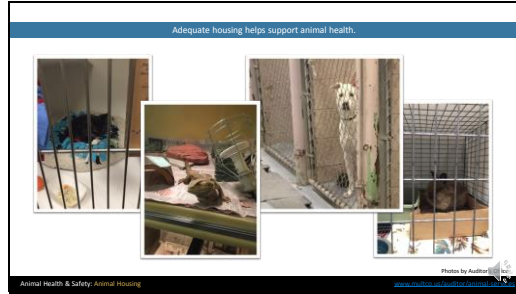 Adequate housing helps support animal health.
Photos by Auditor's Office
Animal Health & Safety: Animal Housing
www.multco.us/auditor/animal-services